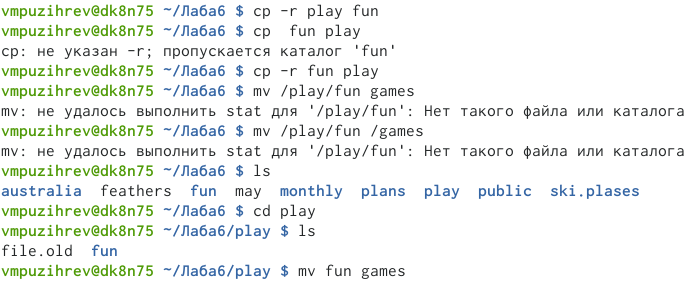 vmpuzihrev@dk8n75 ~/Лаба6 $ cp -r play fun
vmpuzihrev@dk8n75 ~/Лаба6 $ cp  fun play
cp: не указан -r; пропускается каталог 'fun'
vmpuzihrev@dk8n75 ~/Лаба6 $ cp -r fun play
vmpuzihrev@dk8n75 ~/Лаба6 $ mv /play/fun games
mv: не удалось выполнить stat для '/play/fun': Нет такого файла или каталога
vmpuzihrev@dk8n75 ~/Лаба6 $ mv /play/fun /games
mv: не удалось выполнить stat для '/play/fun': Нет такого файла или каталога
vmpuzihrev@dk8n75 ~/Лаба6 $ ls
australia  feathers  fun  may  monthly  plans  play  public  ski.plases
vmpuzihrev@dk8n75 ~/Лаба6 $ cd play
vmpuzihrev@dk8n75 ~/Лаба6/play $ ls
file.old  fun
vmpuzihrev@dk8n75 ~/Лаба6/play $ mv fun games